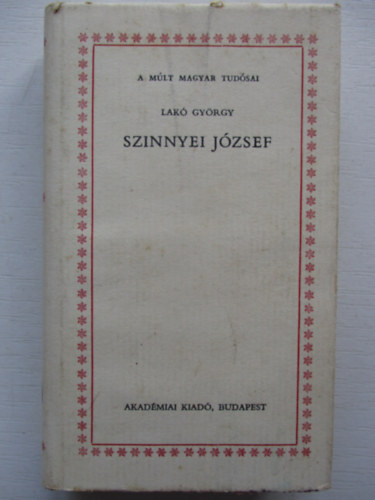 A MÚLT MAGYAR TUDÓSAI
LAKÓ GYÖRGY
SZINNYEI JÓZSEF
AKADÉMIAI KIADÓ, BUDAPEST